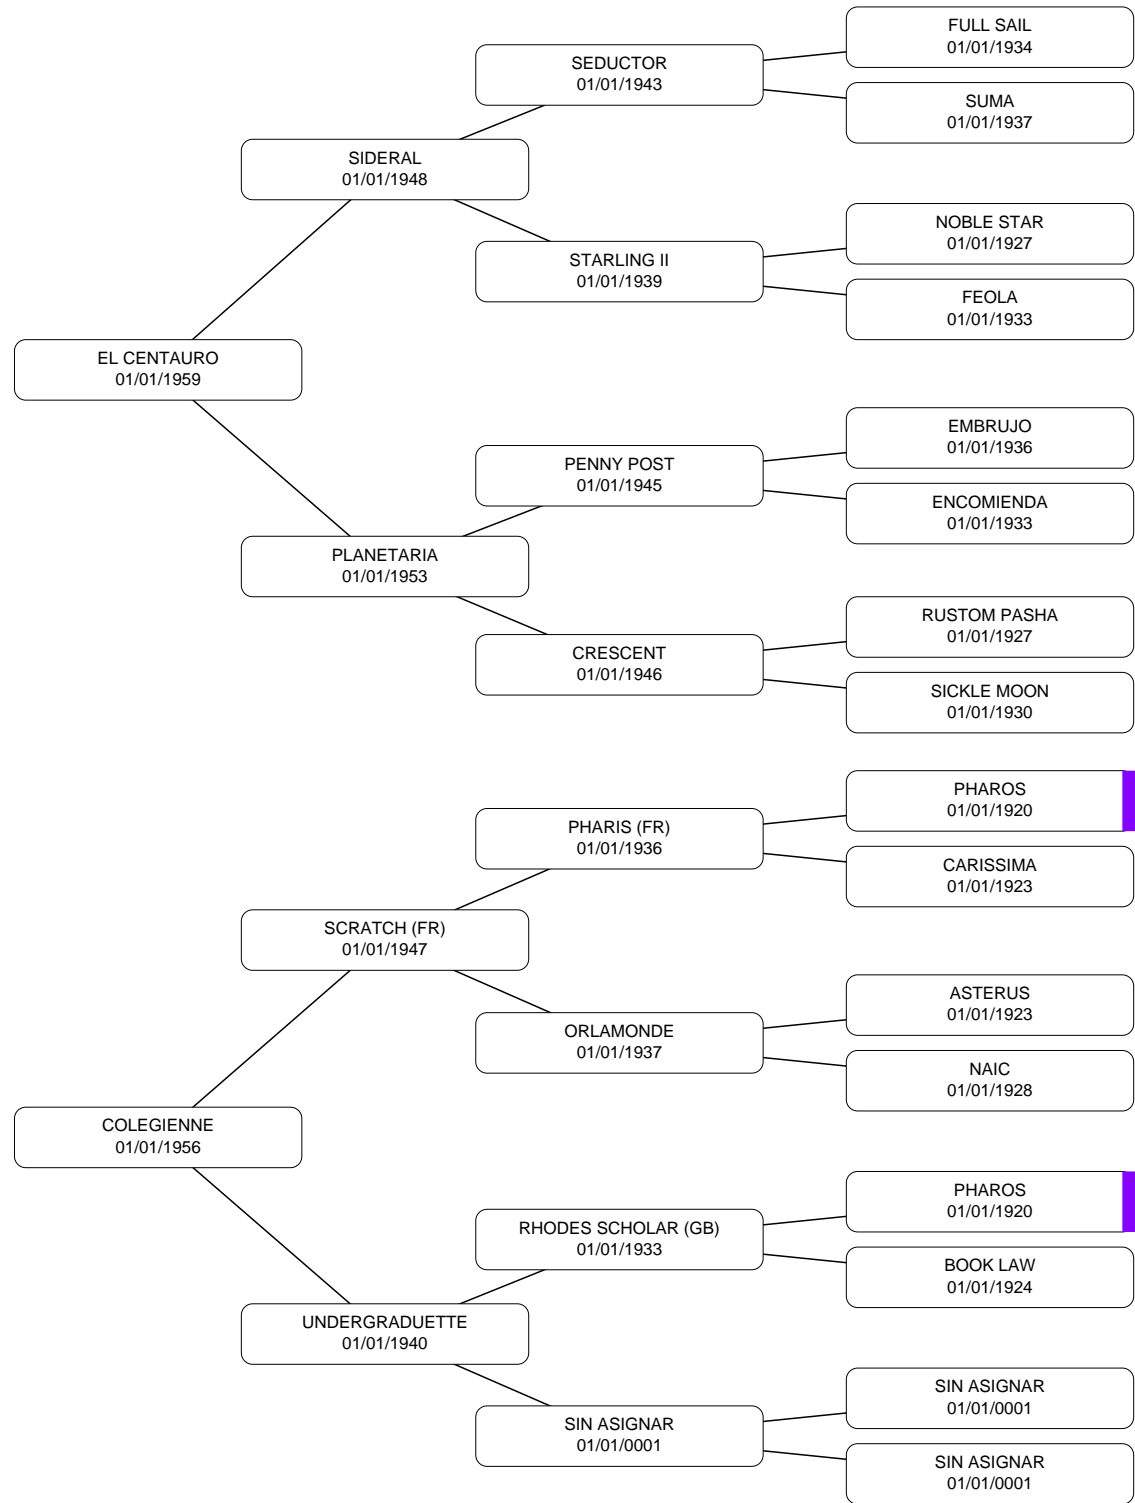 FULL SAIL
01/01/1934
SEDUCTOR
01/01/1943
SUMA
01/01/1937
SIDERAL
01/01/1948
NOBLE STAR
01/01/1927
STARLING II
01/01/1939
FEOLA
01/01/1933
EL CENTAURO
01/01/1959
EMBRUJO
01/01/1936
PENNY POST
01/01/1945
ENCOMIENDA
01/01/1933
PLANETARIA
01/01/1953
RUSTOM PASHA
01/01/1927
CRESCENT
01/01/1946
SICKLE MOON
01/01/1930
PHAROS
01/01/1920
PHARIS (FR)
01/01/1936
CARISSIMA
01/01/1923
SCRATCH (FR)
01/01/1947
ASTERUS
01/01/1923
ORLAMONDE
01/01/1937
NAIC
01/01/1928
COLEGIENNE
01/01/1956
PHAROS
01/01/1920
RHODES SCHOLAR (GB)
01/01/1933
BOOK LAW
01/01/1924
UNDERGRADUETTE
01/01/1940
SIN ASIGNAR
01/01/0001
SIN ASIGNAR
01/01/0001
SIN ASIGNAR
01/01/0001